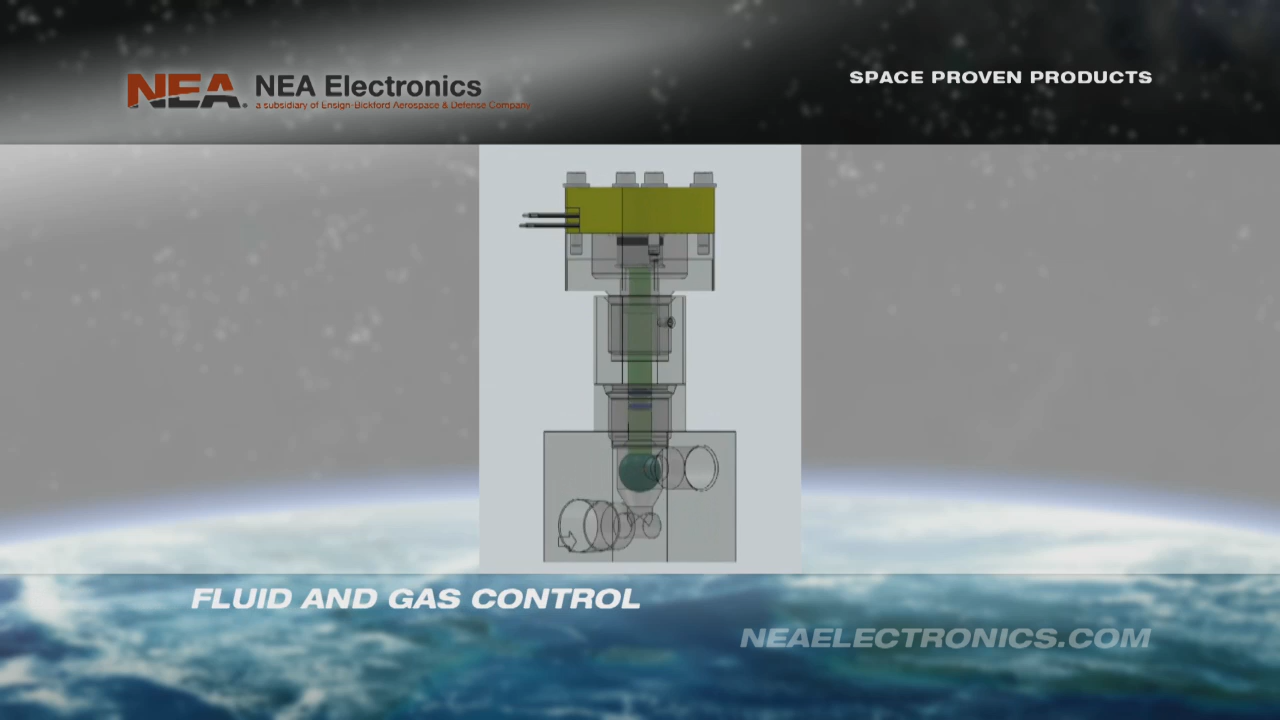 NEA. NEA Electronics
a subsidiary of Ensign-Bickford Aerospace & Defense Company
SPACE PROVEN PRODUCTS
FLUID AND GAS CONTROL
NEAELECTRONICS.COM